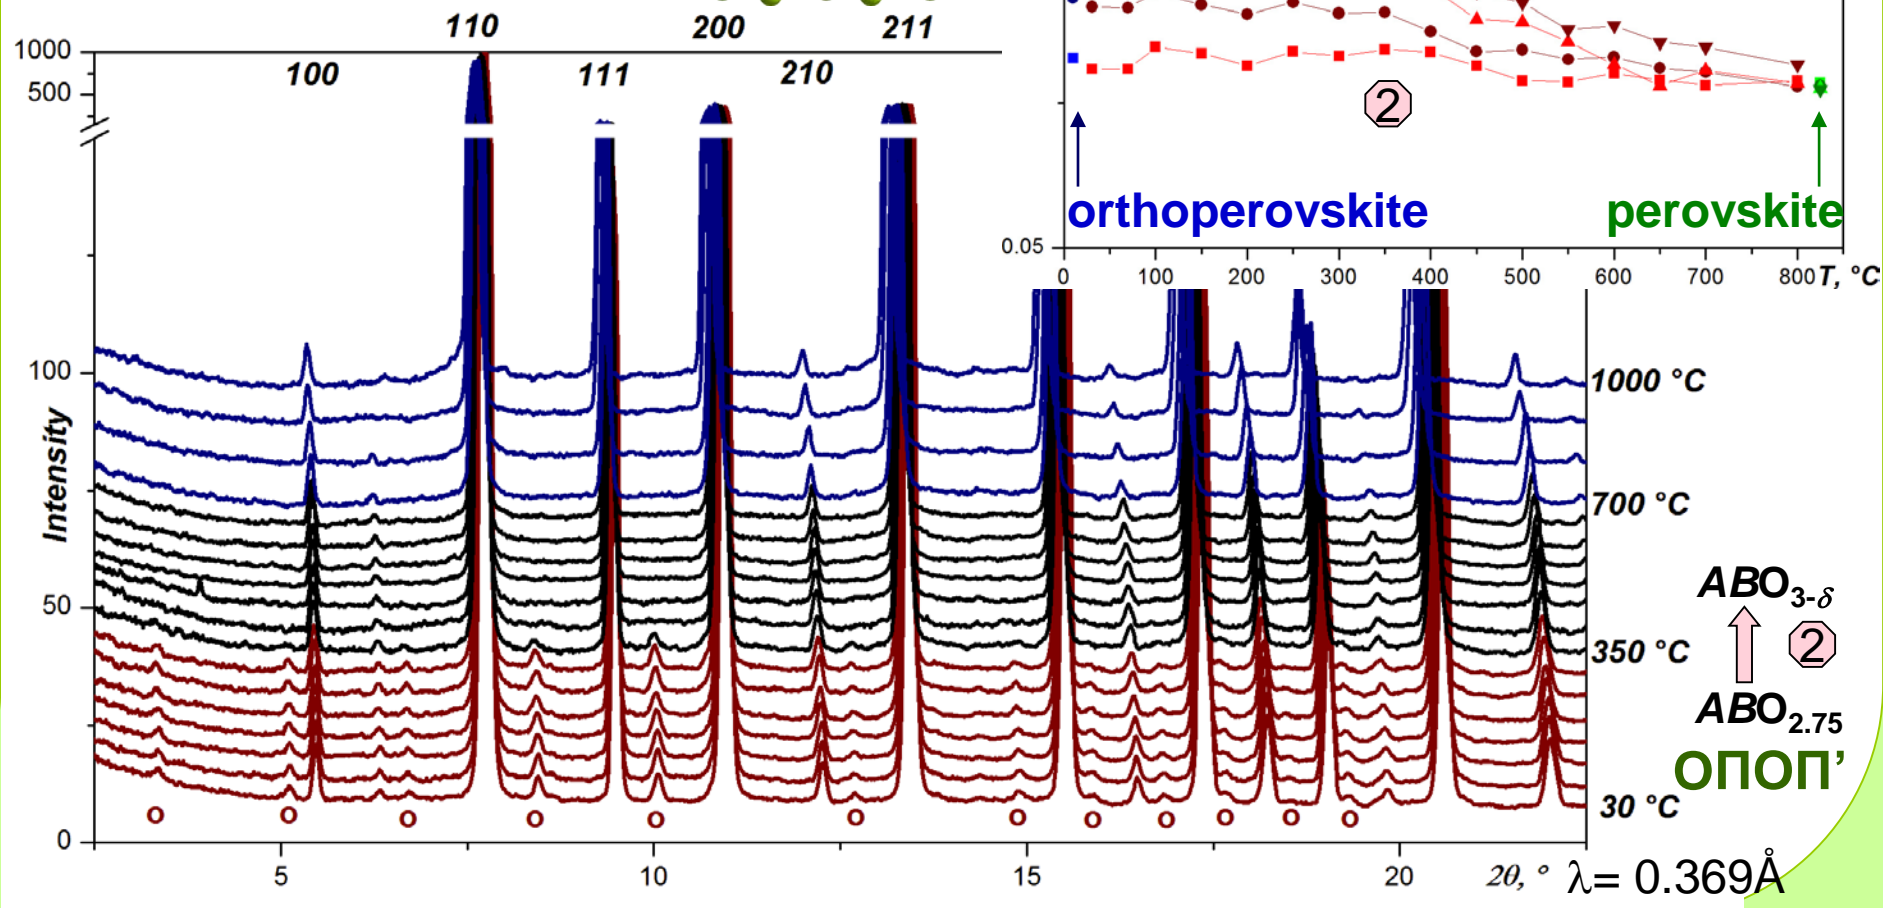 110 200 211
1000
100 111 210
500
2
orthoperovskite perovskite
0.05
0 100 200 300 400 500 600 700 800 T, °C
100
1000 °C
Intensity
700 °C
50
ABO3-δ
2
350 °C
ABO2.75
ОПОП’
30 °C
o o o o o o o o o o o o
0
5 10 15 20 2θ, ° λ= 0.369Å